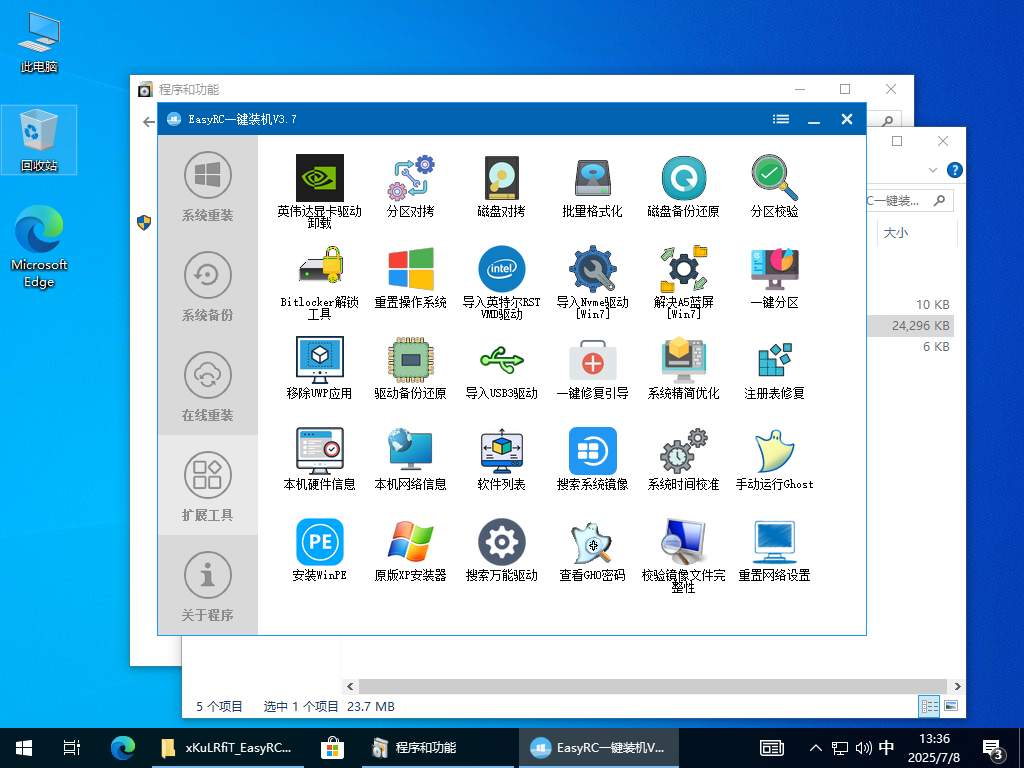 此电脑
回收站
Microsoft
Edge
程序和功能
EasyRC一键装机V3.7
系统重装
系统备份
在线重装
扩展工具
关于程序
英伟达显卡驱动
卸载
分区对拷
磁盘对拷
批量格式化
磁盘备份还原
分区校验
Bitlocker解锁
工具
重置操作系统
intel
导入英特尔RST
VMD驱动
导入Nvme驱动
[Win7]
解决A5蓝屏
[Win7]
一键分区
移除UWP应用
驱动备份还原
导入USB3驱动
一键修复引导
系统精简优化
注册表修复
本机硬件信息
本机网络信息
软件列表
搜索系统镜像
系统时间校准
手动运行Ghost
PE
安装WinPE
原版XP安装器
搜索万能驱动
查看GHO密码
校验镜像文件完
整性
重置网络设置
C一键装...
大小
10 KB
24,296 KB
6 KB
5 个项目
选中 1 个项目
23.7 MB
xKuLRfiT_EasyRC...
程序和功能
EasyRC一键装机V...
中
13:36
2025/7/8
3